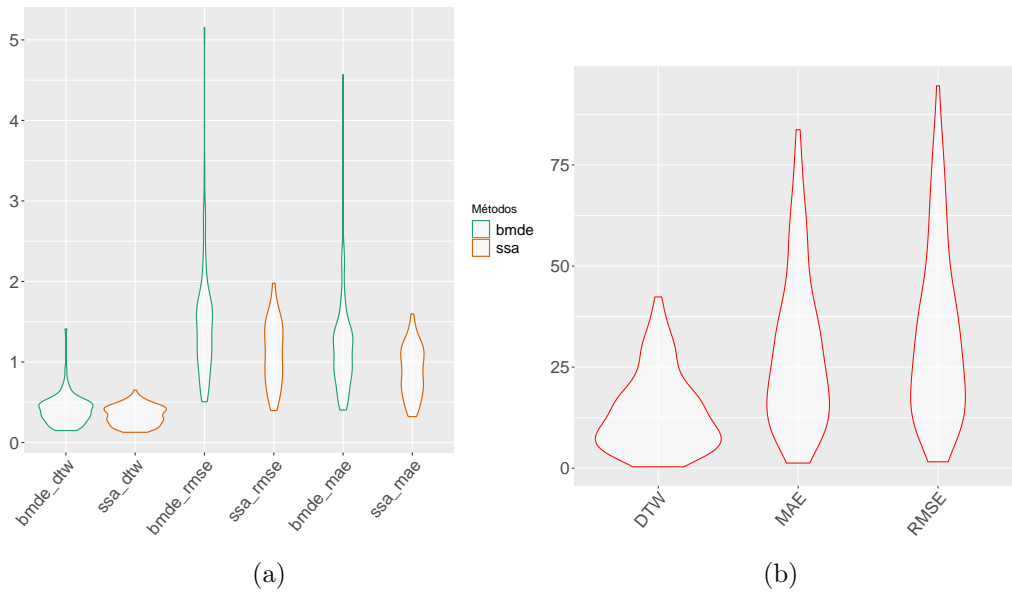 5
4
3
2
1
0
bmde_dtw
ssa_dtw
bmde_rmse
ssa_rmse
bmde_mae
ssa_mae
Métodos
bmde
ssa
(a)
75
50
25
0
DTW
MAE
RMSE
(b)